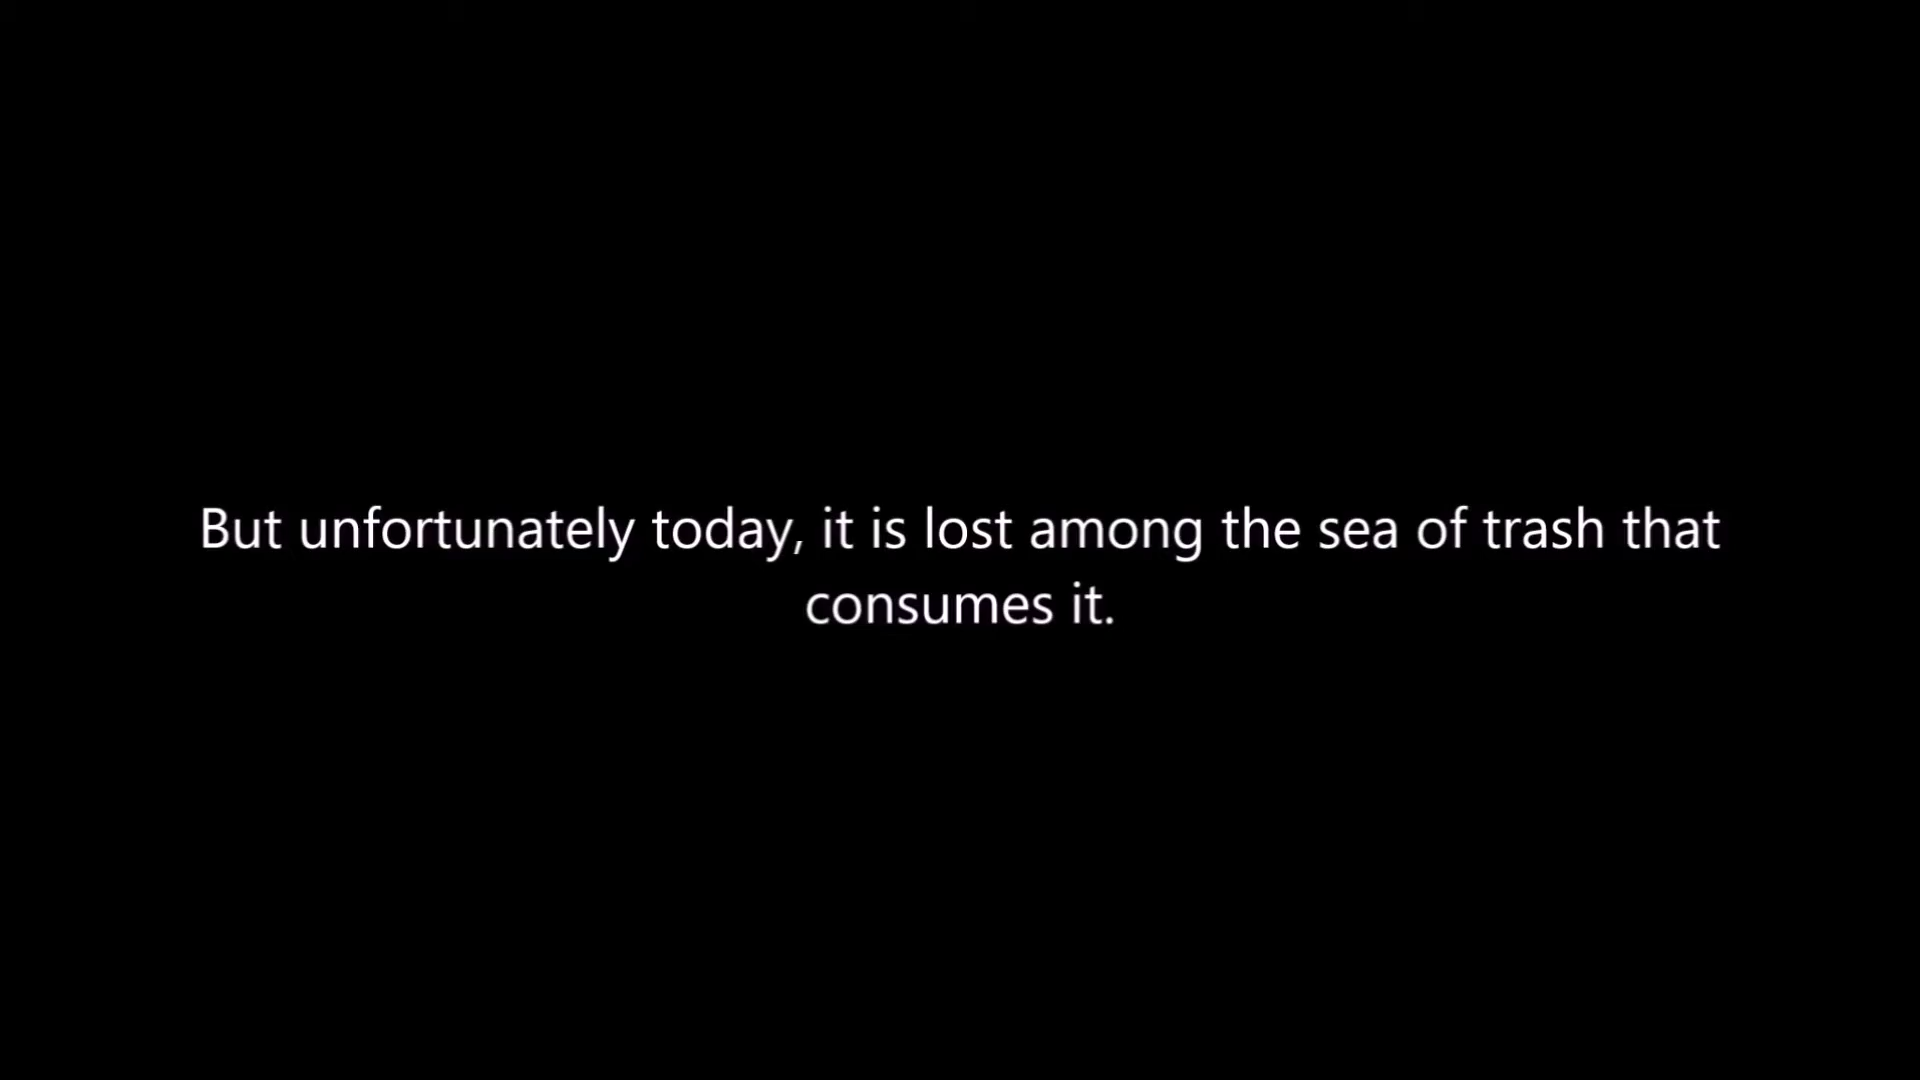 But unfortunately today, it is lost among the sea of trash that
consumes it.